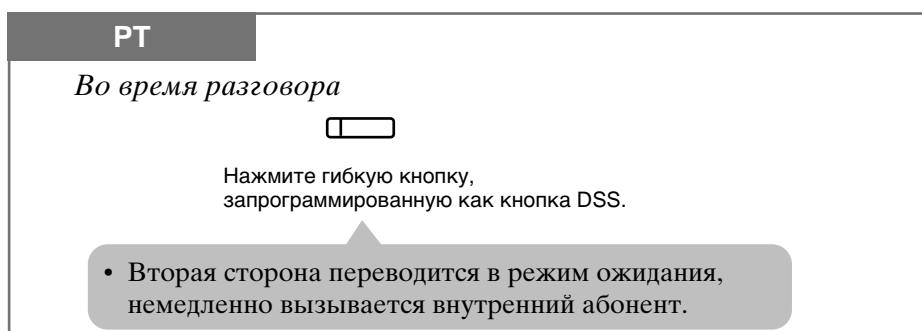 PT
Во время разговора
Нажмите гибкую кнопку,
запрограммированную как кнопка DSS.
• Вторая сторона переводится в режим ожидания,
немедленно вызывается внутренний абонент.